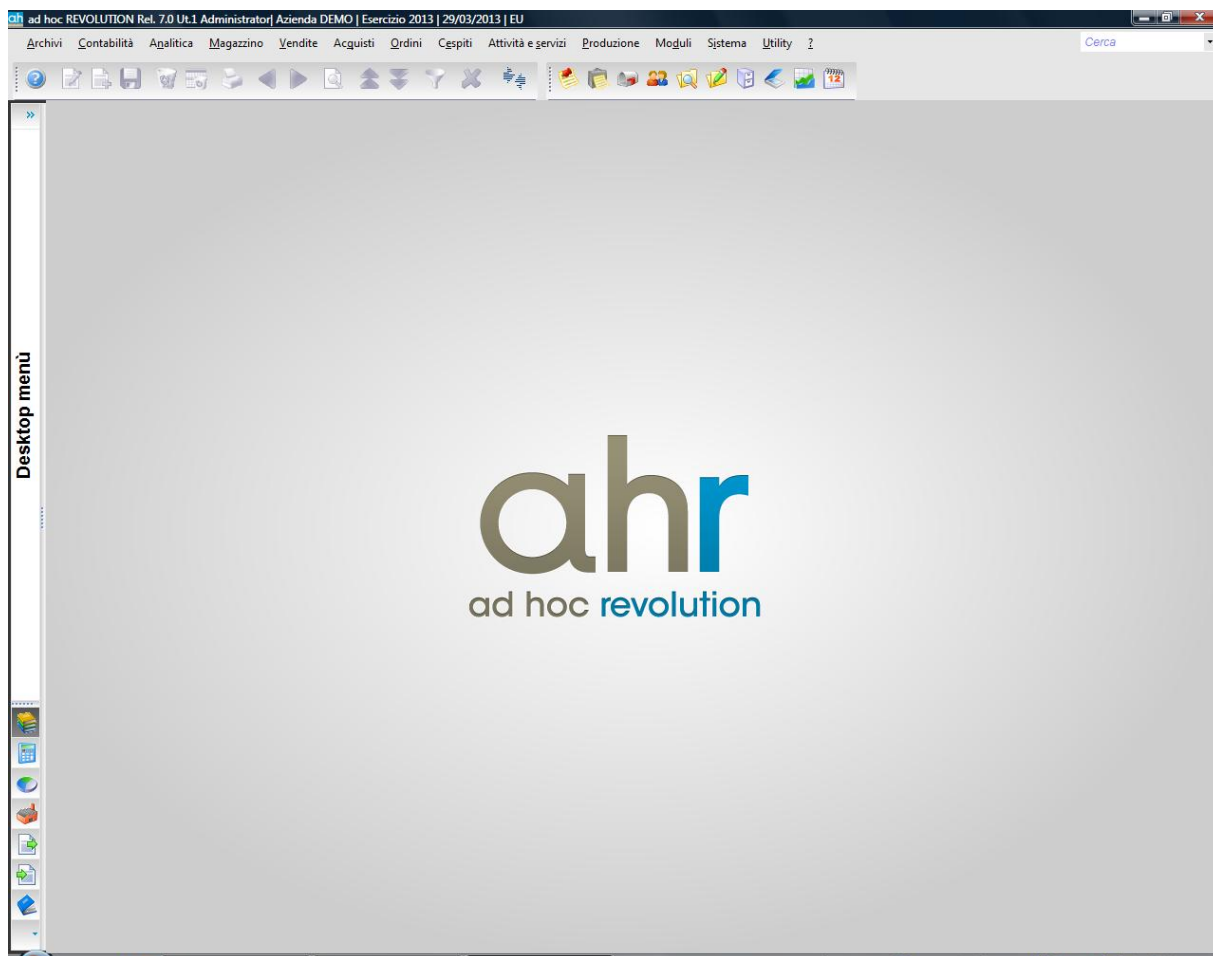 ah ad hoc REVOLUTION Rel. 7.0 Ut.1 Administrator| Azienda DEMO | Esercizio 2013 | 29/03/2013 | EU
Archivi Contabilità Analitica Magazzino Vendite Acquisti Ordini Cespiti Attività e servizi Produzione Moduli Sistema Utility ? Cerca
12
Desktop menù
ahr
ad hoc revolution